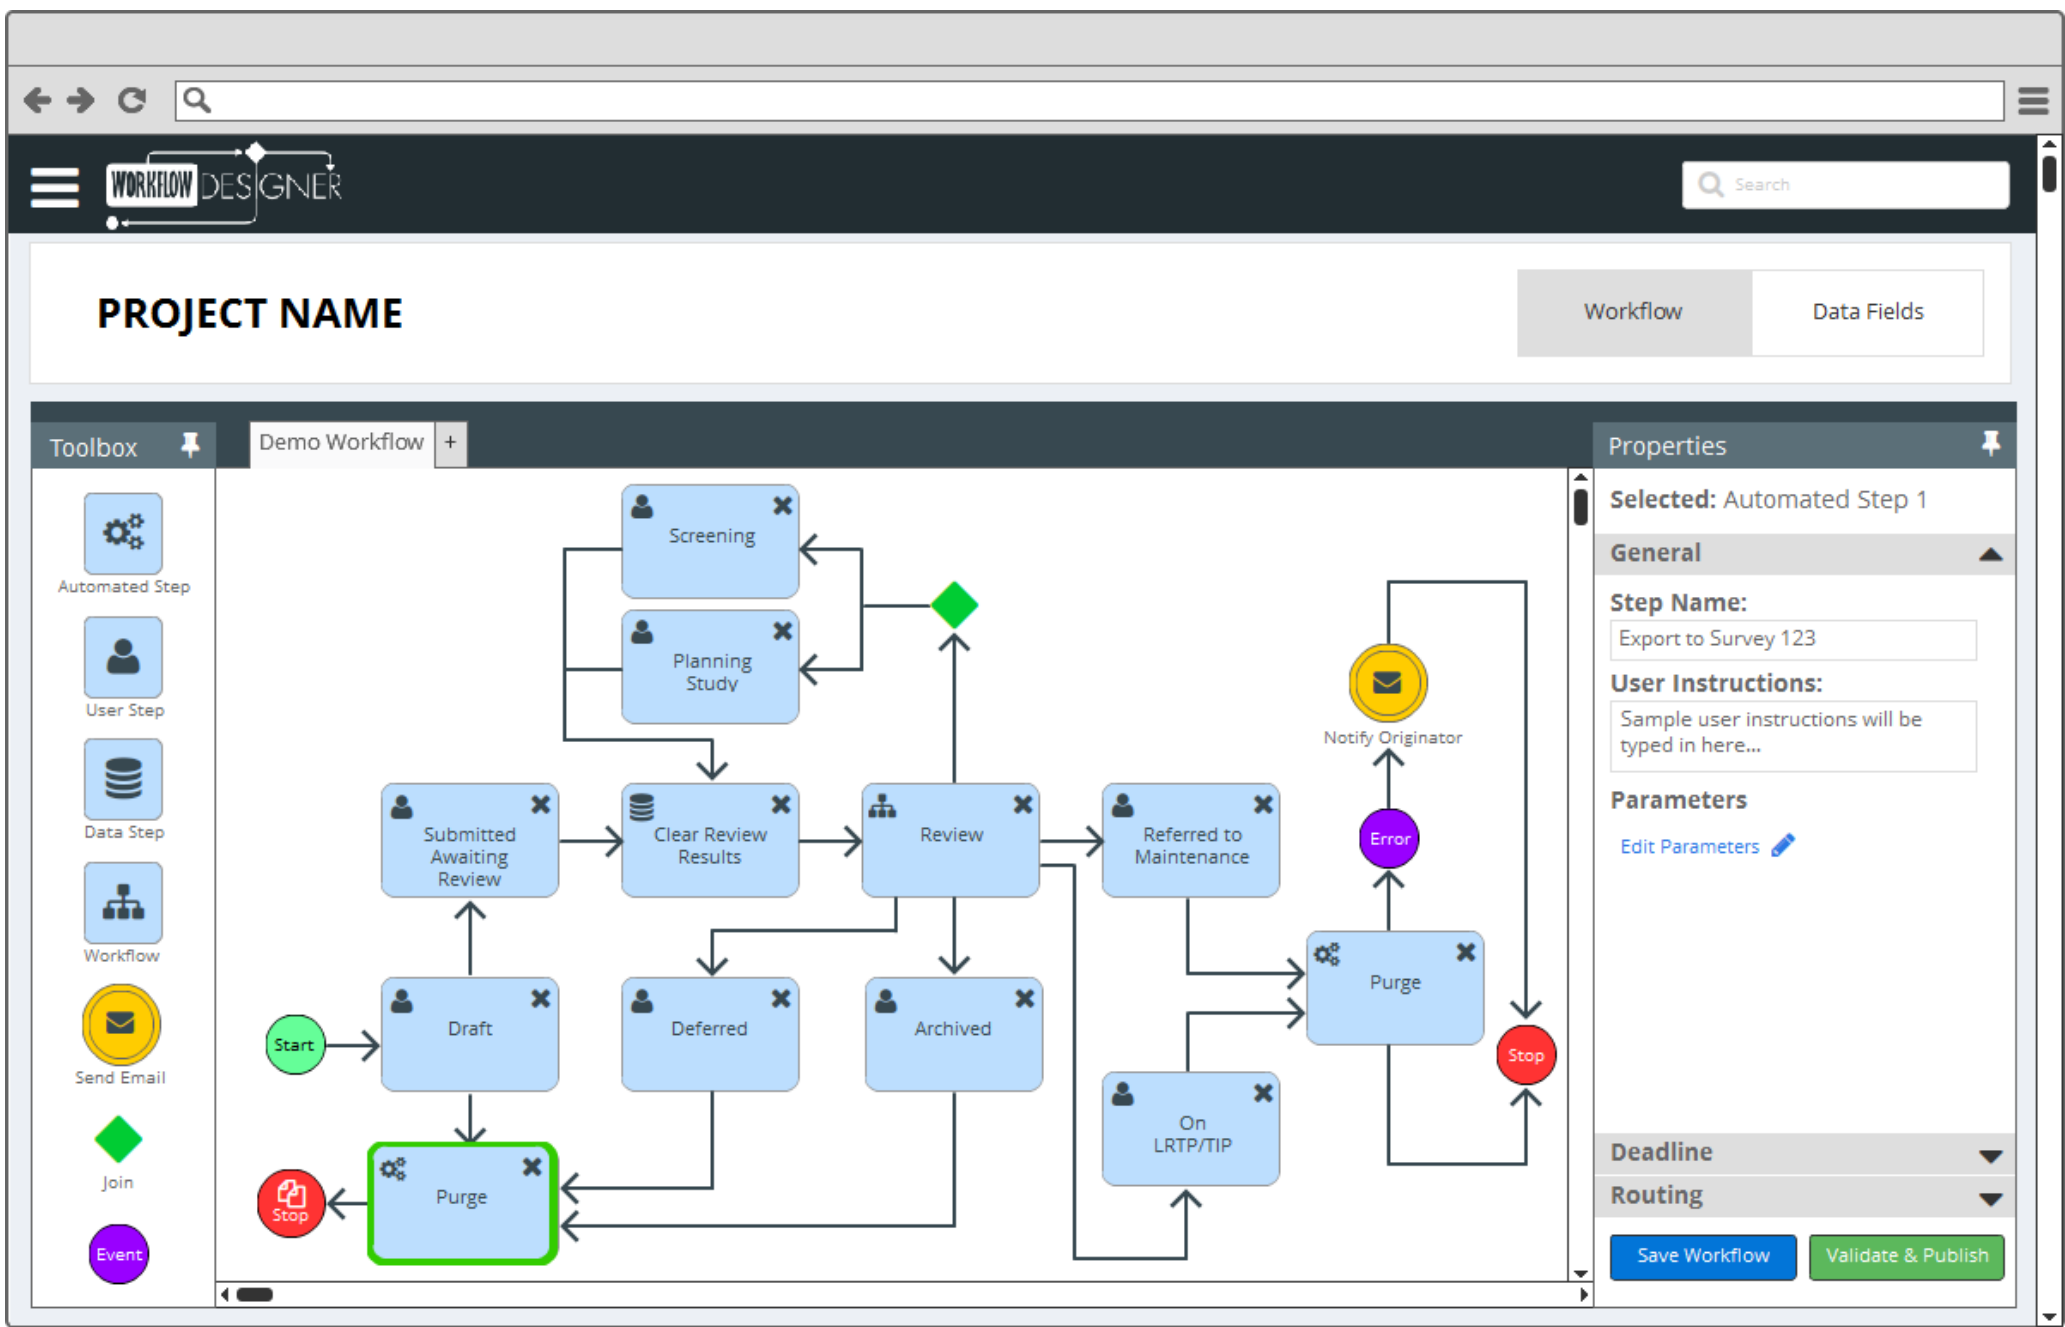 WORKFLOW DESIGNER
Search
PROJECT NAME
Workflow
Data Fields
Toolbox
Demo Workflow
+
Properties
Automated Step
User Step
Data Step
Workflow
Send Email
Join
Event
Screening
Planning
Study
Notify Originator
Submitted
Awaiting
Review
Clear Review
Results
Review
Referred to
Maintenance
Error
Start
Draft
Deferred
Archived
Purge
Stop
On
LRTP/TIP
Stop
Purge
Selected: Automated Step 1
General
Step Name:
Export to Survey 123
User Instructions:
Sample user instructions will be
typed in here...
Parameters
Edit Parameters
Deadline
Routing
Save Workflow
Validate & Publish